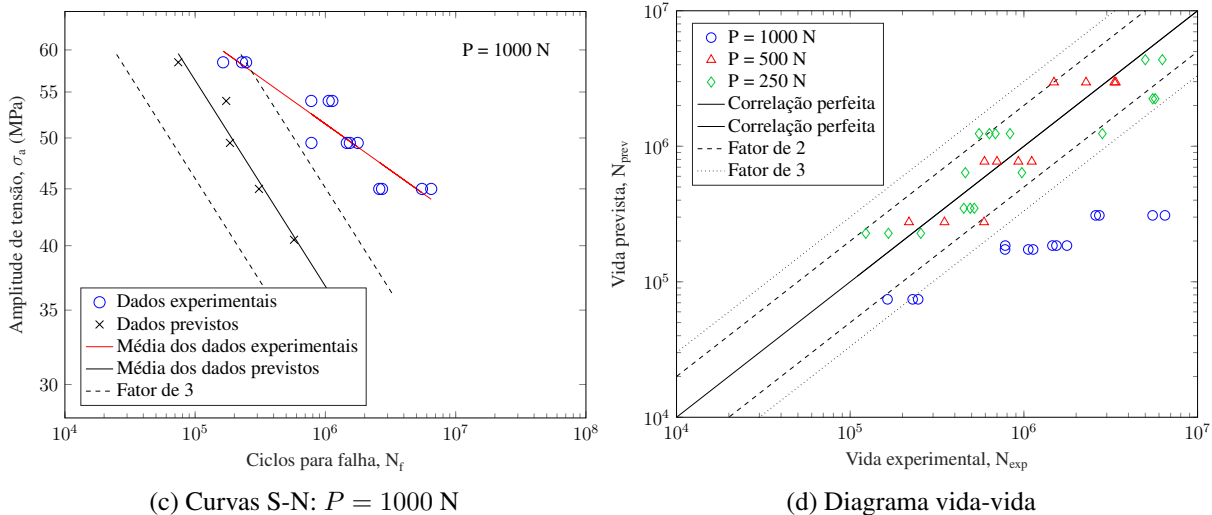 60
55
50
45
40
35
30
Amplitude de tensão, σa (MPa)
P = 1000 N
Dados experimentais
Dados previstos
Média dos dados experimentais
Média dos dados previstos
Fator de 3
10^4 10^5 10^6 10^7 10^8
Ciclos para falha, Nf
(c) Curvas S-N: P = 1000 N
10^7
10^6
10^5
10^4
Vida prevista, Nprev
P = 1000 N
P = 500 N
P = 250 N
Correlação perfeita
Correlação perfeita
Fator de 2
Fator de 3
10^4 10^5 10^6 10^7
Vida experimental, Nexp
(d) Diagrama vida-vida